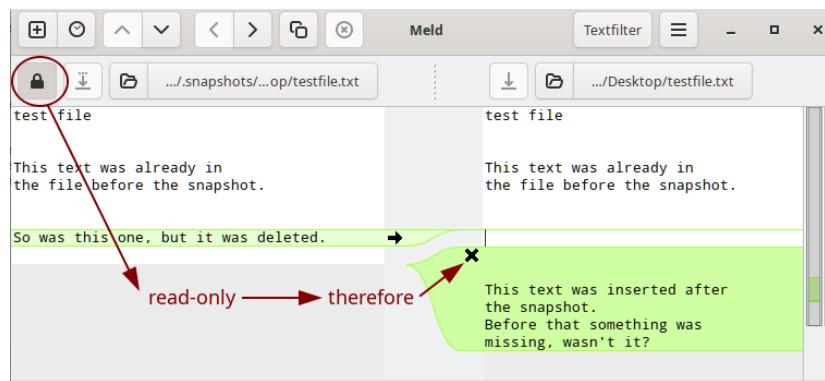 Meld
Textfilter
.../.snapshots/...op/testfile.txt
.../Desktop/testfile.txt
test file
This text was already in
the file before the snapshot.
So was this one, but it was deleted.
test file
This text was already in
the file before the snapshot.
This text was inserted after
the snapshot.
Before that something was
missing, wasn't it?
read-only
therefore